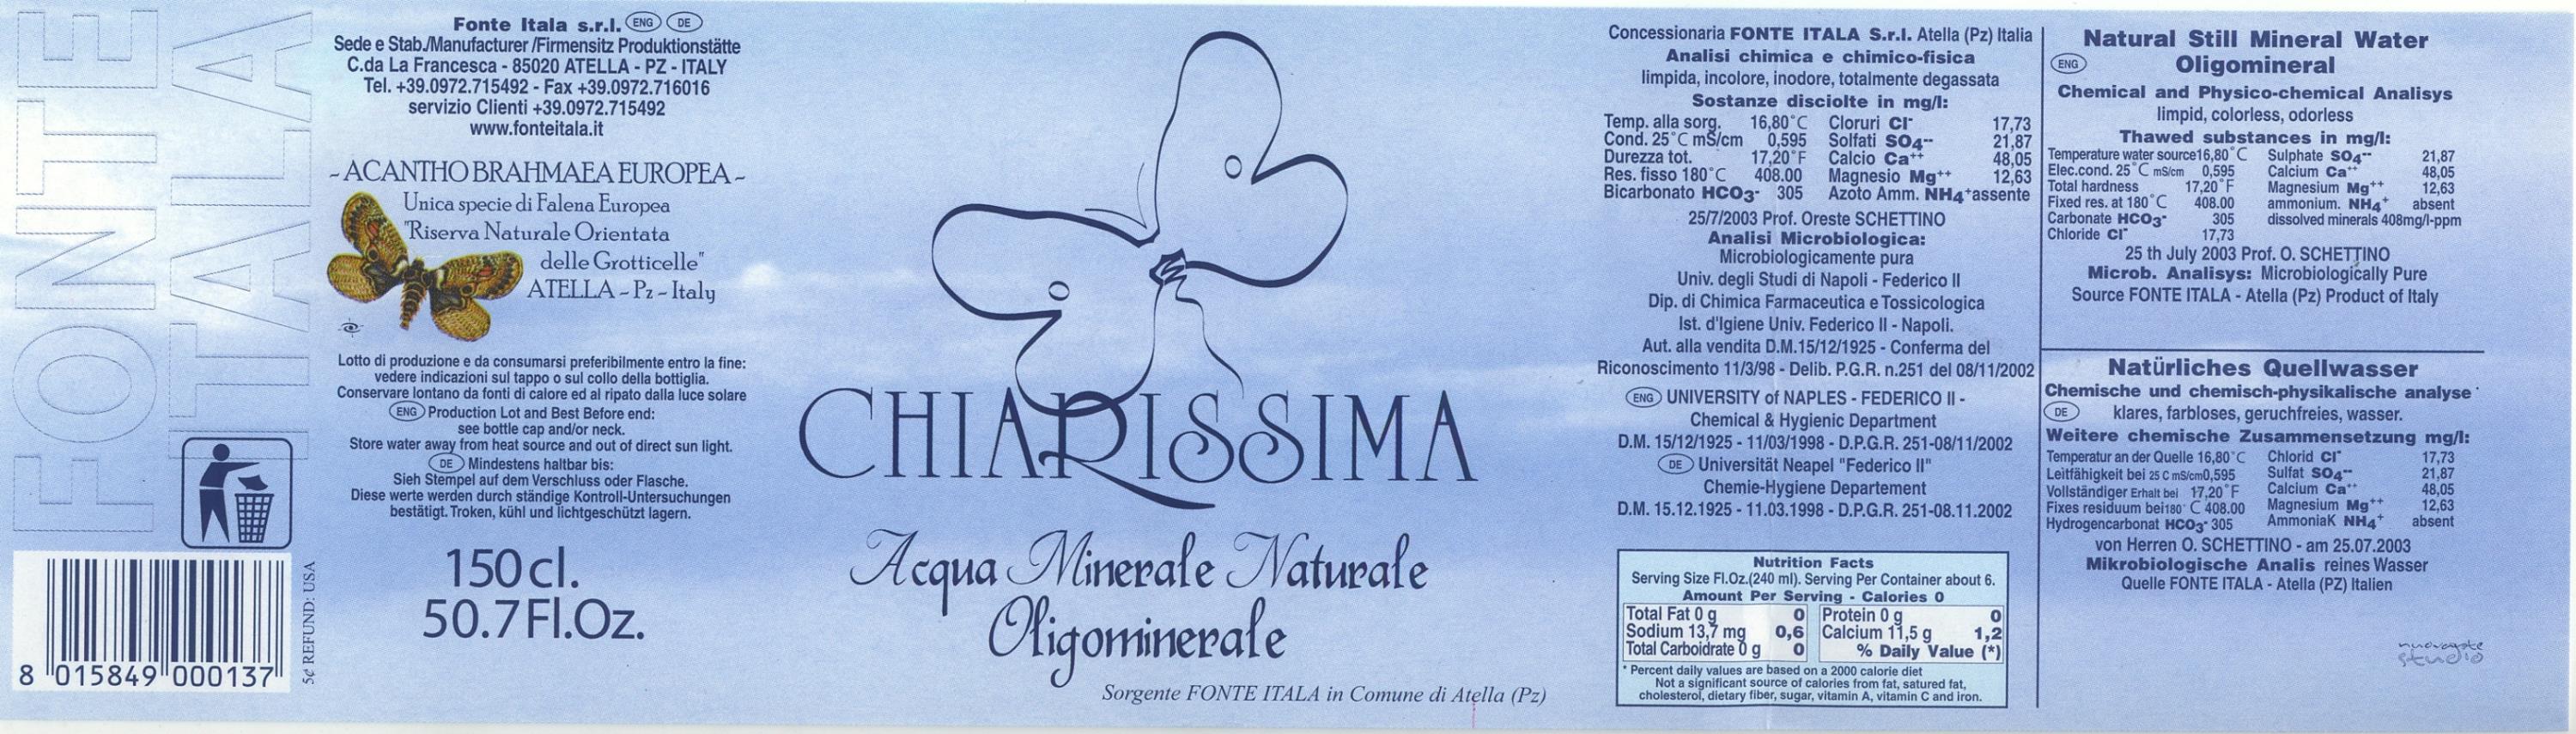 FONTE
ITALA
Fonte Itala s.r.l. ENG DE
Sede e Stab./Manufacturer /Firmensitz Produktionstätte
C.da La Francesca - 85020 ATELLA - PZ - ITALY
Tel. +39.0972.715492 - Fax +39.0972.716016
servizio Clienti +39.0972.715492
www.fonteitala.it
~ACANTHO BRAHMAEA EUROPEA~
Unica specie di Falena Europea
"Riserva Naturale Orientata
delle Grotticelle"
ATELLA ~ Pz ~ Italy
Lotto di produzione e da consumarsi preferibilmente entro la fine:
vedere indicazioni sul tappo o sul collo della bottiglia.
Conservare lontano da fonti di calore ed al ripato dalla luce solare
ENG Production Lot and Best Before end:
see bottle cap and/or neck.
Store water away from heat source and out of direct sun light.
DE Mindestens haltbar bis:
Sieh Stempel auf dem Verschluss oder Flasche.
Diese werte werden durch ständige Kontroll-Untersuchungen
bestätigt. Troken, kühl und lichtgeschützt lagern.
150 cl.
50.7 Fl.Oz.
8 015849 000137
5¢ REFUND: USA
CHIARISSIMA
Acqua Minerale Naturale
Oligominerale
Sorgente FONTE ITALA in Comune di Atella (Pz)
Concessionaria FONTE ITALA S.r.l. Atella (Pz) Italia
Analisi chimica e chimico-fisica
limpida, incolore, inodore, totalmente degassata
Sostanze disciolte in mg/l:
Temp. alla sorg. 16,80°C Cloruri Cl⁻ 17,73
Cond. 25°C mS/cm 0,595 Solfati SO4⁻⁻ 21,87
Durezza tot. 17,20°F Calcio Ca⁺⁺ 48,05
Res. fisso 180°C 408.00 Magnesio Mg⁺⁺ 12,63
Bicarbonato HCO3⁻ 305 Azoto Amm. NH4⁺ assente
25/7/2003 Prof. Oreste SCHETTINO
Analisi Microbiologica:
Microbiologicamente pura
Univ. degli Studi di Napoli - Federico II
Dip. di Chimica Farmaceutica e Tossicologica
Ist. d'Igiene Univ. Federico II - Napoli.
Aut. alla vendita D.M.15/12/1925 - Conferma del
Riconoscimento 11/3/98 - Delib. P.G.R. n.251 del 08/11/2002
ENG UNIVERSITY of NAPLES - FEDERICO II -
Chemical & Hygienic Department
D.M. 15/12/1925 - 11/03/1998 - D.P.G.R. 251-08/11/2002
DE Universität Neapel "Federico II"
Chemie-Hygiene Departement
D.M. 15.12.1925 - 11.03.1998 - D.P.G.R. 251-08.11.2002
Nutrition Facts
Serving Size Fl.Oz.(240 ml). Serving Per Container about 6.
Amount Per Serving - Calories 0
Total Fat 0 g 0 Protein 0 g 0
Sodium 13,7 mg 0,6 Calcium 11,5 g 1,2
Total Carboidrate 0 g 0 % Daily Value (*)
* Percent daily values are based on a 2000 calorie diet
Not a significant source of calories from fat, satured fat,
cholesterol, dietary fiber, sugar, vitamin A, vitamin C and iron.
Natural Still Mineral Water
ENG Oligomineral
Chemical and Physico-chemical Analisys
limpid, colorless, odorless
Thawed substances in mg/l:
Temperature water source 16,80°C Sulphate SO4⁻⁻ 21,87
Elec.cond. 25°C mS/cm 0,595 Calcium Ca⁺⁺ 48,05
Total hardness 17,20°F Magnesium Mg⁺⁺ 12,63
Fixed res. at 180°C 408.00 ammonium. NH4⁺ absent
Carbonate HCO3⁻ 305 dissolved minerals 408mg/l-ppm
Chloride Cl⁻ 17,73
25 th July 2003 Prof. O. SCHETTINO
Microb. Analisys: Microbiologically Pure
Source FONTE ITALA - Atella (Pz) Product of Italy
Natürliches Quellwasser
Chemische und chemisch-physikalische analyse
DE klares, farbloses, geruchfreies, wasser.
Weitere chemische Zusammensetzung mg/l:
Temperatur an der Quelle 16,80°C Chlorid Cl⁻ 17,73
Leitfähigkeit bei 25 C mS/cm 0,595 Sulfat SO4⁻⁻ 21,87
Vollständiger Erhalt bei 17,20°F Calcium Ca⁺⁺ 48,05
Fixes residuum bei 180° C 408.00 Magnesium Mg⁺⁺ 12,63
Hydrogencarbonat HCO3⁻ 305 AmmoniaK NH4⁺ absent
von Herren O. SCHETTINO - am 25.07.2003
Mikrobiologische Analis reines Wasser
Quelle FONTE ITALA - Atella (PZ) Italien
studio